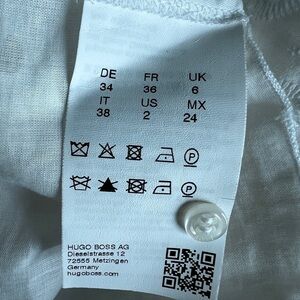 DE FR UK
34 36 6
IT US MX
38 2 24
P
P
HUGO BOSS AG
Dieselstrasse 12
72555 Metzingen
Germany
hugoboss.com